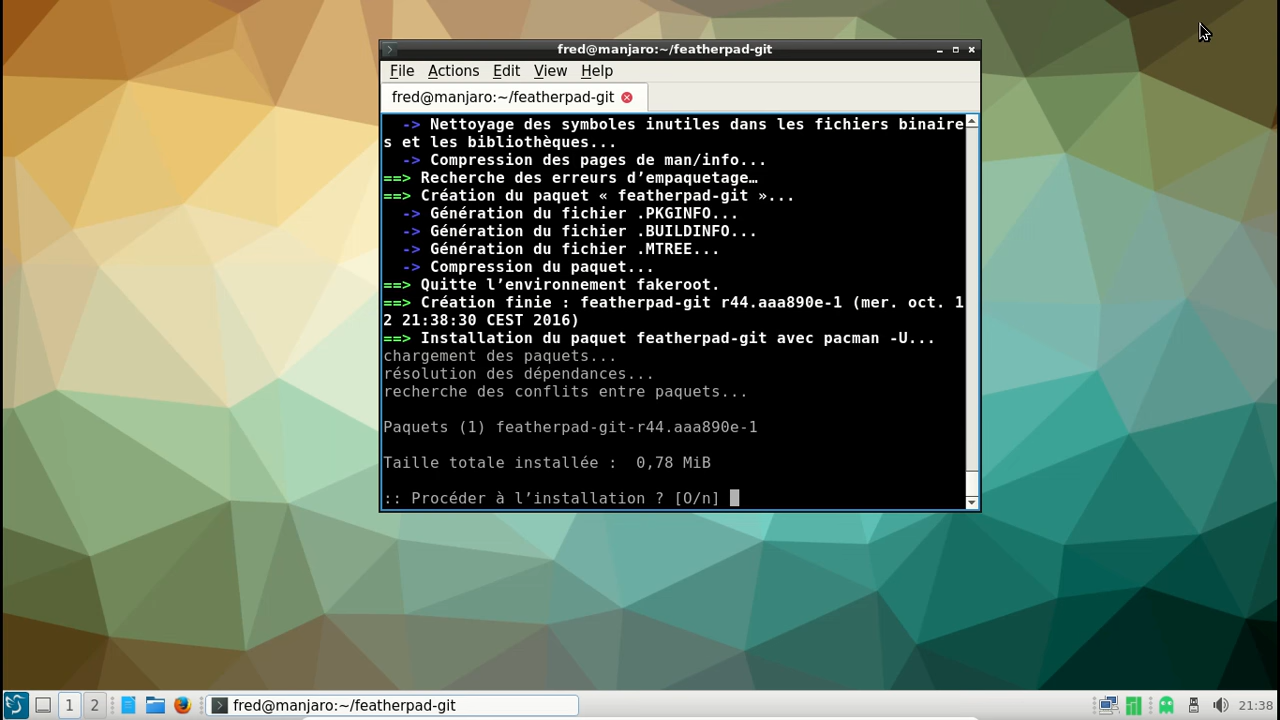 fred@manjaro:~/featherpad-git
File Actions Edit View Help
fred@manjaro:~/featherpad-git
-> Nettoyage des symboles inutiles dans les fichiers binaire
s et les bibliothèques...
-> Compression des pages de man/info...
==> Recherche des erreurs d’empaquetage…
==> Création du paquet « featherpad-git »...
-> Génération du fichier .PKGINFO...
-> Génération du fichier .BUILDINFO...
-> Génération du fichier .MTREE...
-> Compression du paquet...
==> Quitte l’environnement fakeroot.
==> Création finie : featherpad-git r44.aaa890e-1 (mer. oct. 1
2 21:38:30 CEST 2016)
==> Installation du paquet featherpad-git avec pacman -U...
chargement des paquets...
résolution des dépendances...
recherche des conflits entre paquets...
Paquets (1) featherpad-git-r44.aaa890e-1
Taille totale installée :  0,78 MiB
:: Procéder à l’installation ? [O/n]
1 2 fred@manjaro:~/featherpad-git 21:38